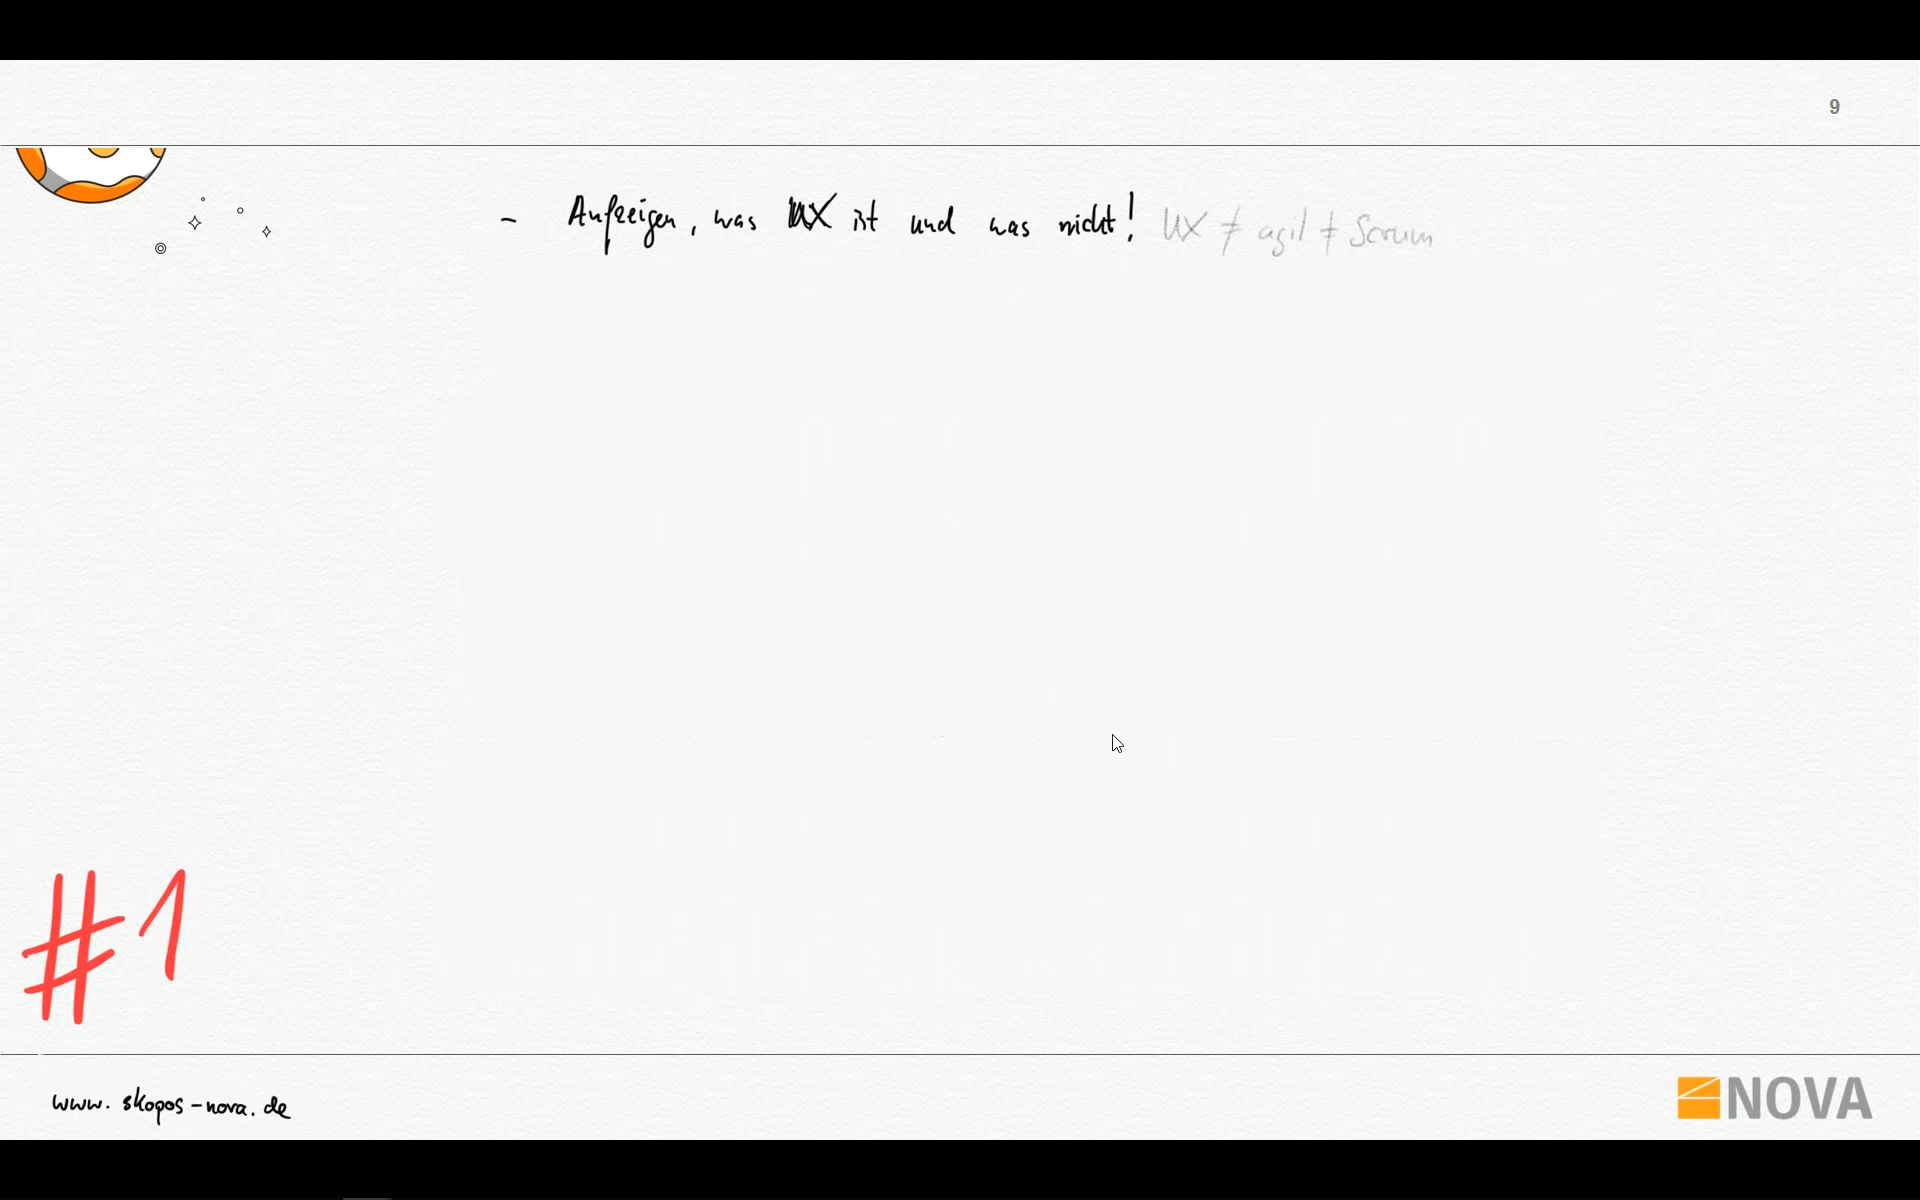 9
- Aufzeigen, was UX ist und was nicht! UX ≠ agil ≠ Scrum
#1
www.skopos-nova.de
NOVA